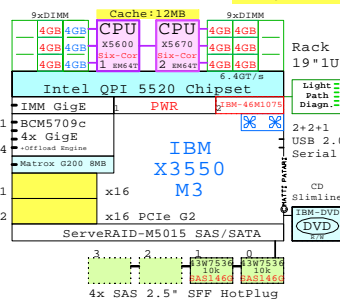 Cache:12MB
9xDIMM
9xDIMM
4GB 4GB CPU CPU 4GB 4GB
4GB 4GB X5600 X5670 4GB 4GB
4GB 4GB Six-Cor Six-Cor 4GB 4GB
1 EM64T 2 EM64T
Rack
19"1U
6.4GT/s
Intel QPI 5520 Chipset
Light
Path
Diagn.
IMM GigE 1 PWR 2 IBM-46M1075
BCM5709c
4x GigE
+Offload Engine
Matrox G200 8MB
IBM
X3550
M3
2+2+1
USB 2.0
Serial
1 x16
2 x16 PCIe G2
CD
Slimline
IBM-DVD
DVD
R/W
ServeRAID-M5015 SAS/SATA
3 2 1 0
43W7536 43W7536
10k 10k
SAS146G SAS146G
4x SAS 2.5" SFF HotPlug